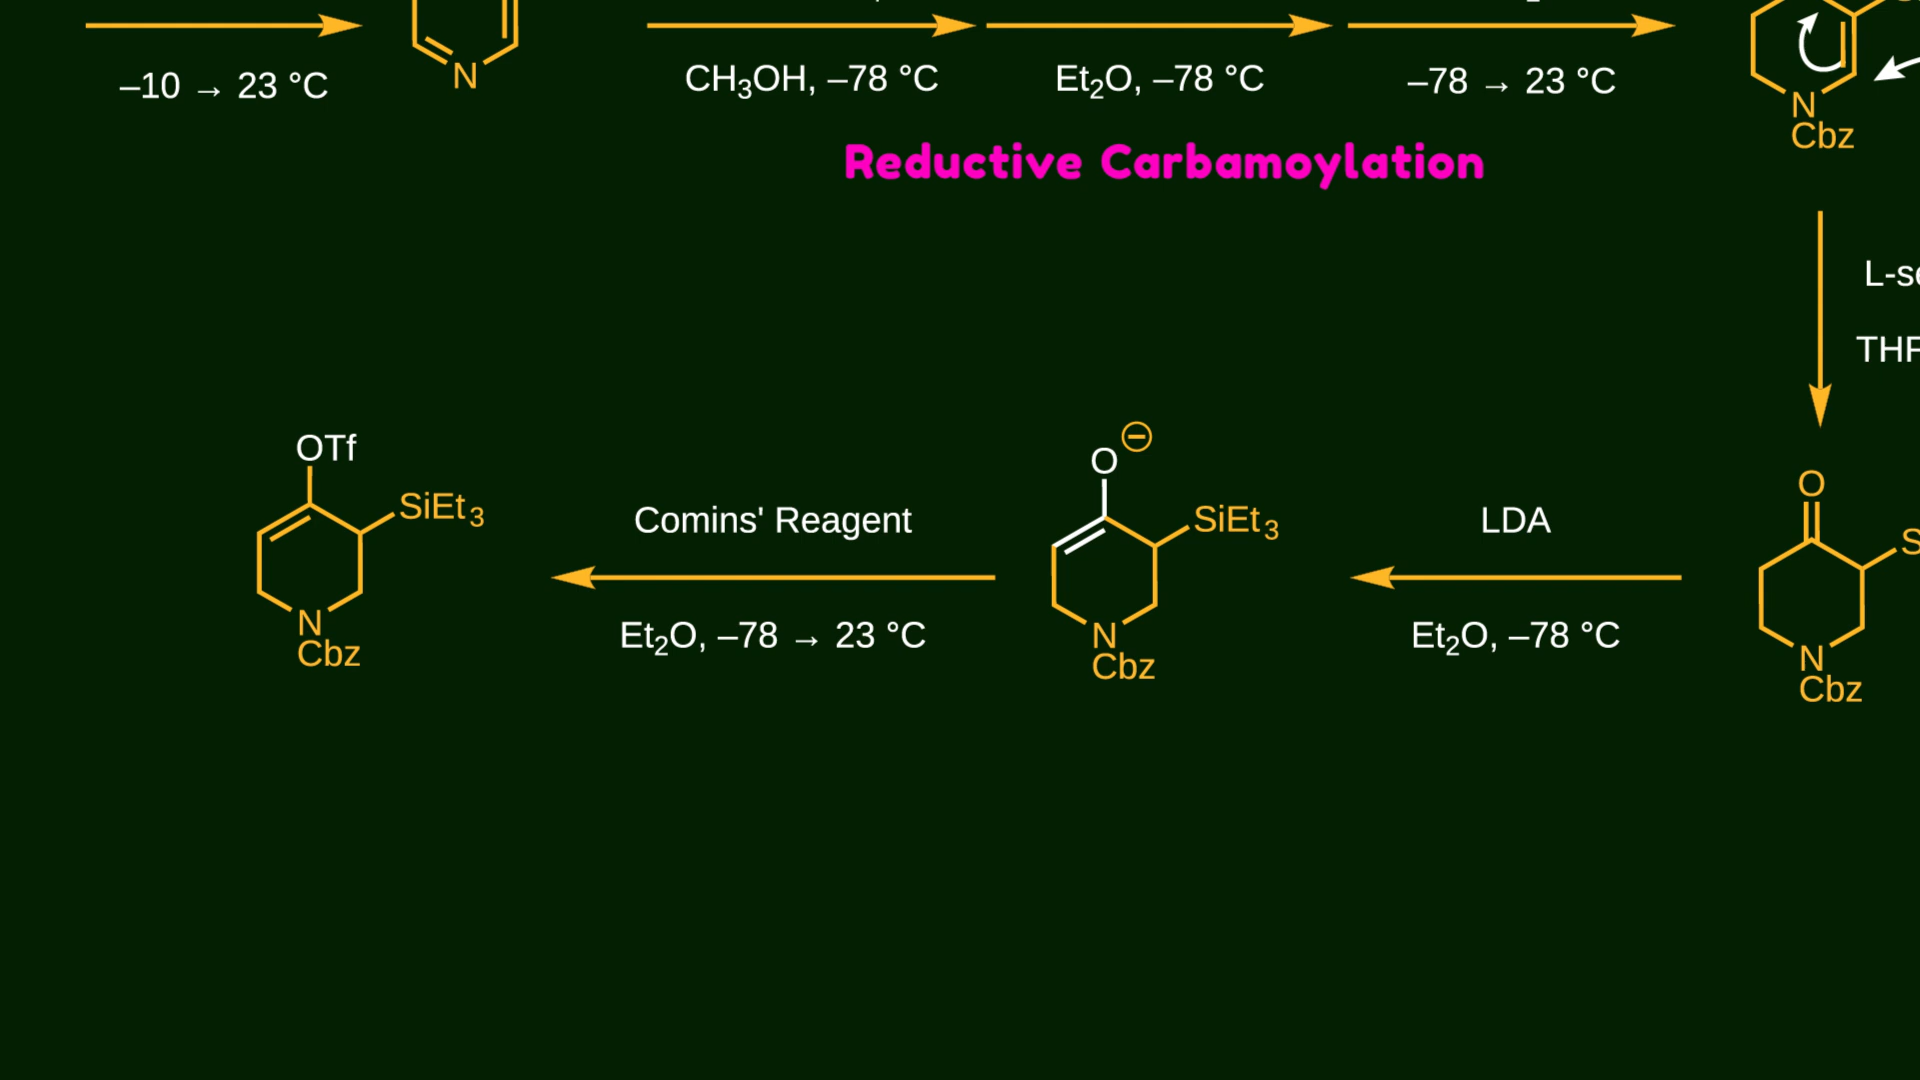 N
–10 → 23 °C
CH₃OH, –78 °C
Et₂O, –78 °C
–78 → 23 °C
N
Cbz
Reductive Carbamoylation
OTf
SiEt₃
N
Cbz
Comins' Reagent
Et₂O, –78 → 23 °C
O
⊖
SiEt₃
N
Cbz
LDA
Et₂O, –78 °C
O
N
Cbz